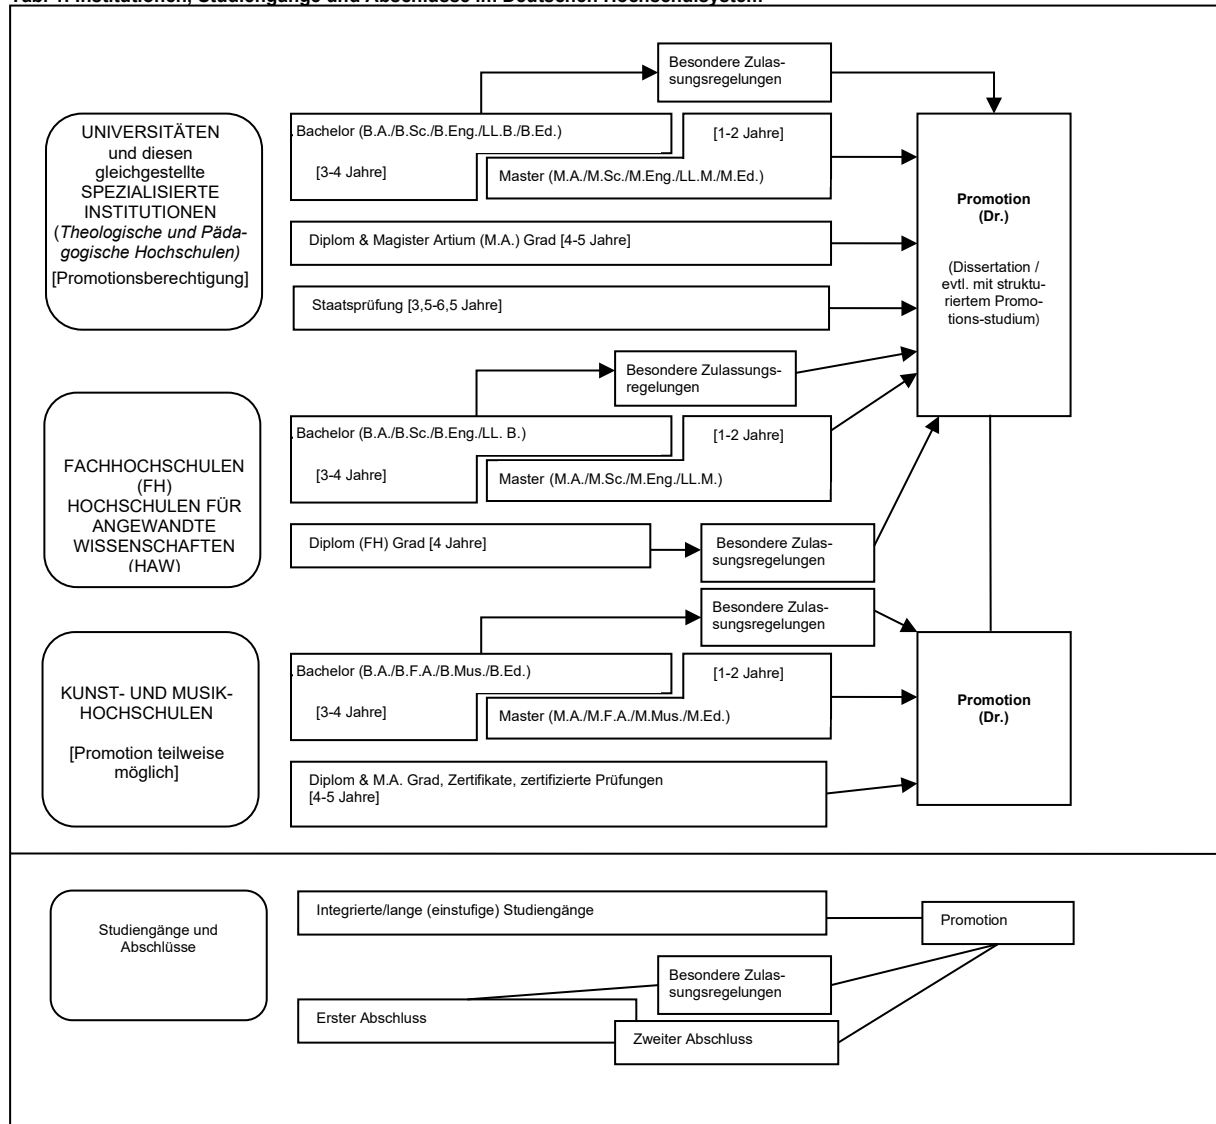 Tab. 1: Institutionen, Studiengänge und Abschlüsse im Deutschen Hochschulsystem
Besondere Zulas-
sungsregelungen
UNIVERSITÄTEN
und diesen
gleichgestellte
SPEZIALISIERTE
INSTITUTIONEN
(Theologische und Päda-
gogische Hochschulen)
[Promotionsberechtigung]
Bachelor (B.A./B.Sc./B.Eng./LL.B./B.Ed.)
[3-4 Jahre]
[1-2 Jahre]
Master (M.A./M.Sc./M.Eng./LL.M./M.Ed.)
Diplom & Magister Artium (M.A.) Grad [4-5 Jahre]
Staatsprüfung [3,5-6,5 Jahre]
Promotion
(Dr.)
(Dissertation /
evtl. mit struktu-
riertem Promo-
tions-studium)
Besondere Zulassungs-
regelungen
FACHHOCHSCHULEN
(FH)
HOCHSCHULEN FÜR
ANGEWANDTE
WISSENSCHAFTEN
(HAW)
Bachelor (B.A./B.Sc./B.Eng./LL. B.)
[3-4 Jahre]
[1-2 Jahre]
Master (M.A./M.Sc./M.Eng./LL.M.)
Diplom (FH) Grad [4 Jahre]
Besondere Zulas-
sungsregelungen
Besondere Zulas-
sungsregelungen
KUNST- UND MUSIK-
HOCHSCHULEN
[Promotion teilweise
möglich]
Bachelor (B.A./B.F.A./B.Mus./B.Ed.)
[3-4 Jahre]
[1-2 Jahre]
Master (M.A./M.F.A./M.Mus./M.Ed.)
Diplom & M.A. Grad, Zertifikate, zertifizierte Prüfungen
[4-5 Jahre]
Promotion
(Dr.)
Studiengänge und
Abschlüsse
Integrierte/lange (einstufige) Studiengänge
Promotion
Besondere Zulas-
sungsregelungen
Erster Abschluss
Zweiter Abschluss